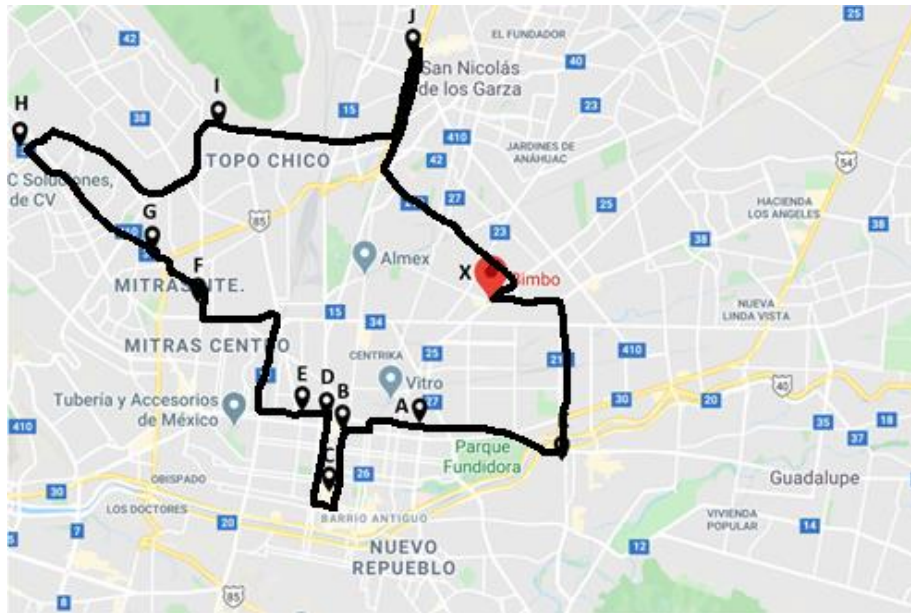 J
25
42
EL FUNDADOR
40
San Nicolás
de los Garza
I
15
23
H
38
410
JARDINES DE
ANÁHUAC
54
TOPO CHICO
42
C Soluciones,
de CV
27
25
HACIENDA
LOS ANGELES
85
G
23
38
Almex
X
Bimbo
F
MITRAS CENTRO
15
34
NUEVA
LINDA VISTA
CENTRIKA
25
410
E
D
B
A
Vitro
27
40
Tubería y Accesorios
de México
30
20
410
Parque
Fundidora
35
18
37
C
26
Guadalupe
OBISPADO
30
LOS DOCTORES
20
BARRIO ANTIGUO
VIVIENDA
POPULAR
14
7
NUEVO
REPUEBLO
12
85
8